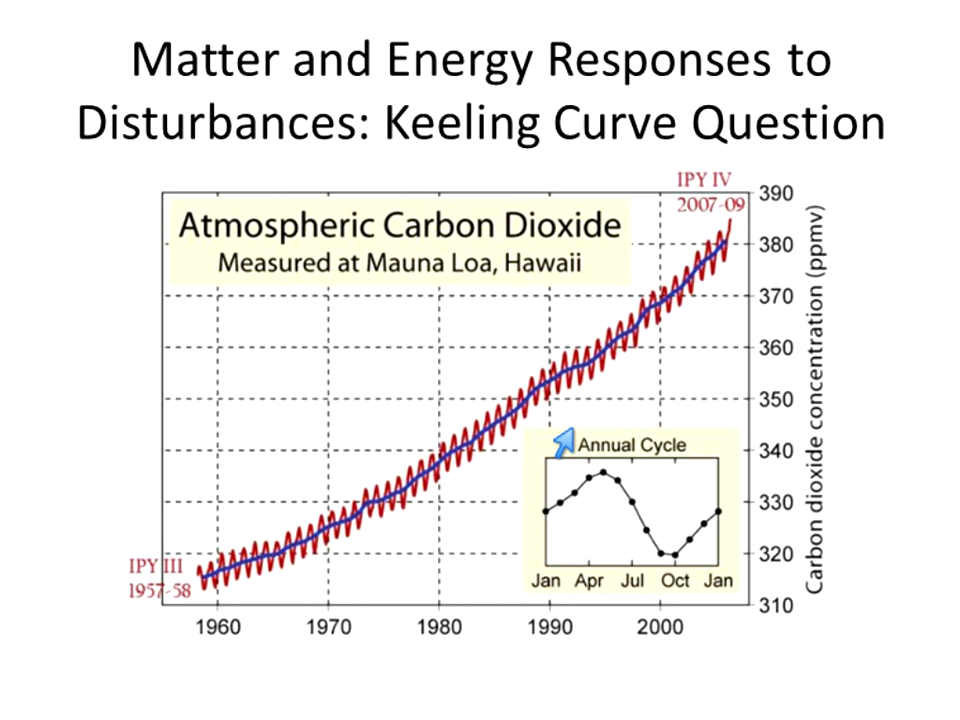 Matter and Energy Responses to
Disturbances: Keeling Curve Question
IPY IV
2007-09
Atmospheric Carbon Dioxide
Measured at Mauna Loa, Hawaii
390
380
370
360
350
340
330
320
310
Carbon dioxide concentration (ppmv)
Annual Cycle
Jan Apr Jul Oct Jan
IPY III
1957-58
1960 1970 1980 1990 2000